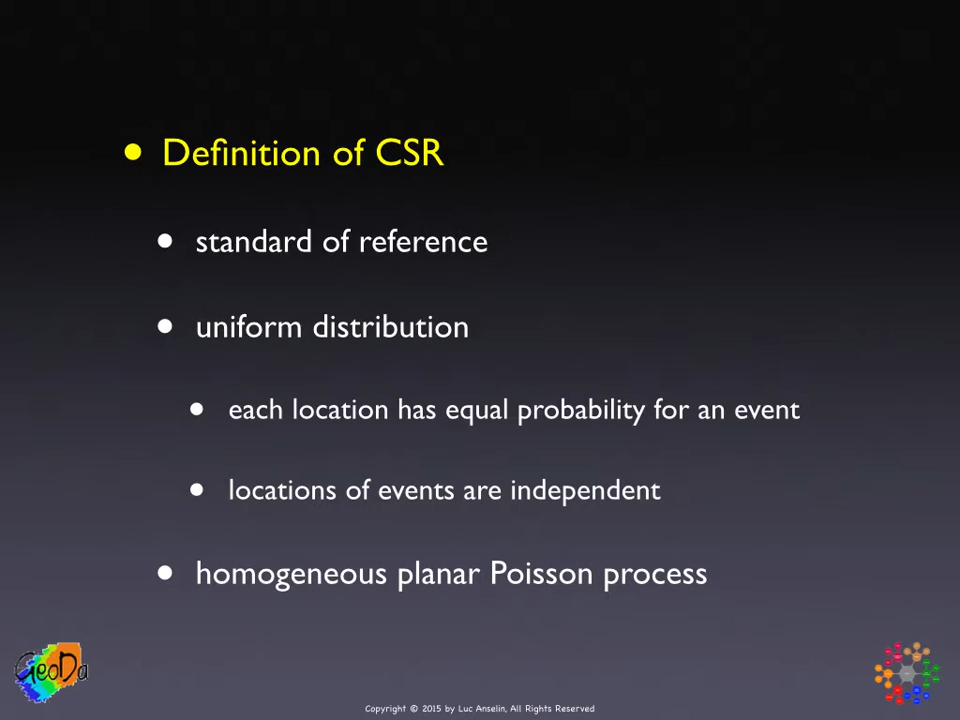 • Definition of CSR
• standard of reference
• uniform distribution
• each location has equal probability for an event
• locations of events are independent
• homogeneous planar Poisson process
GeoDa
Copyright © 2015 by Luc Anselin, All Rights Reserved